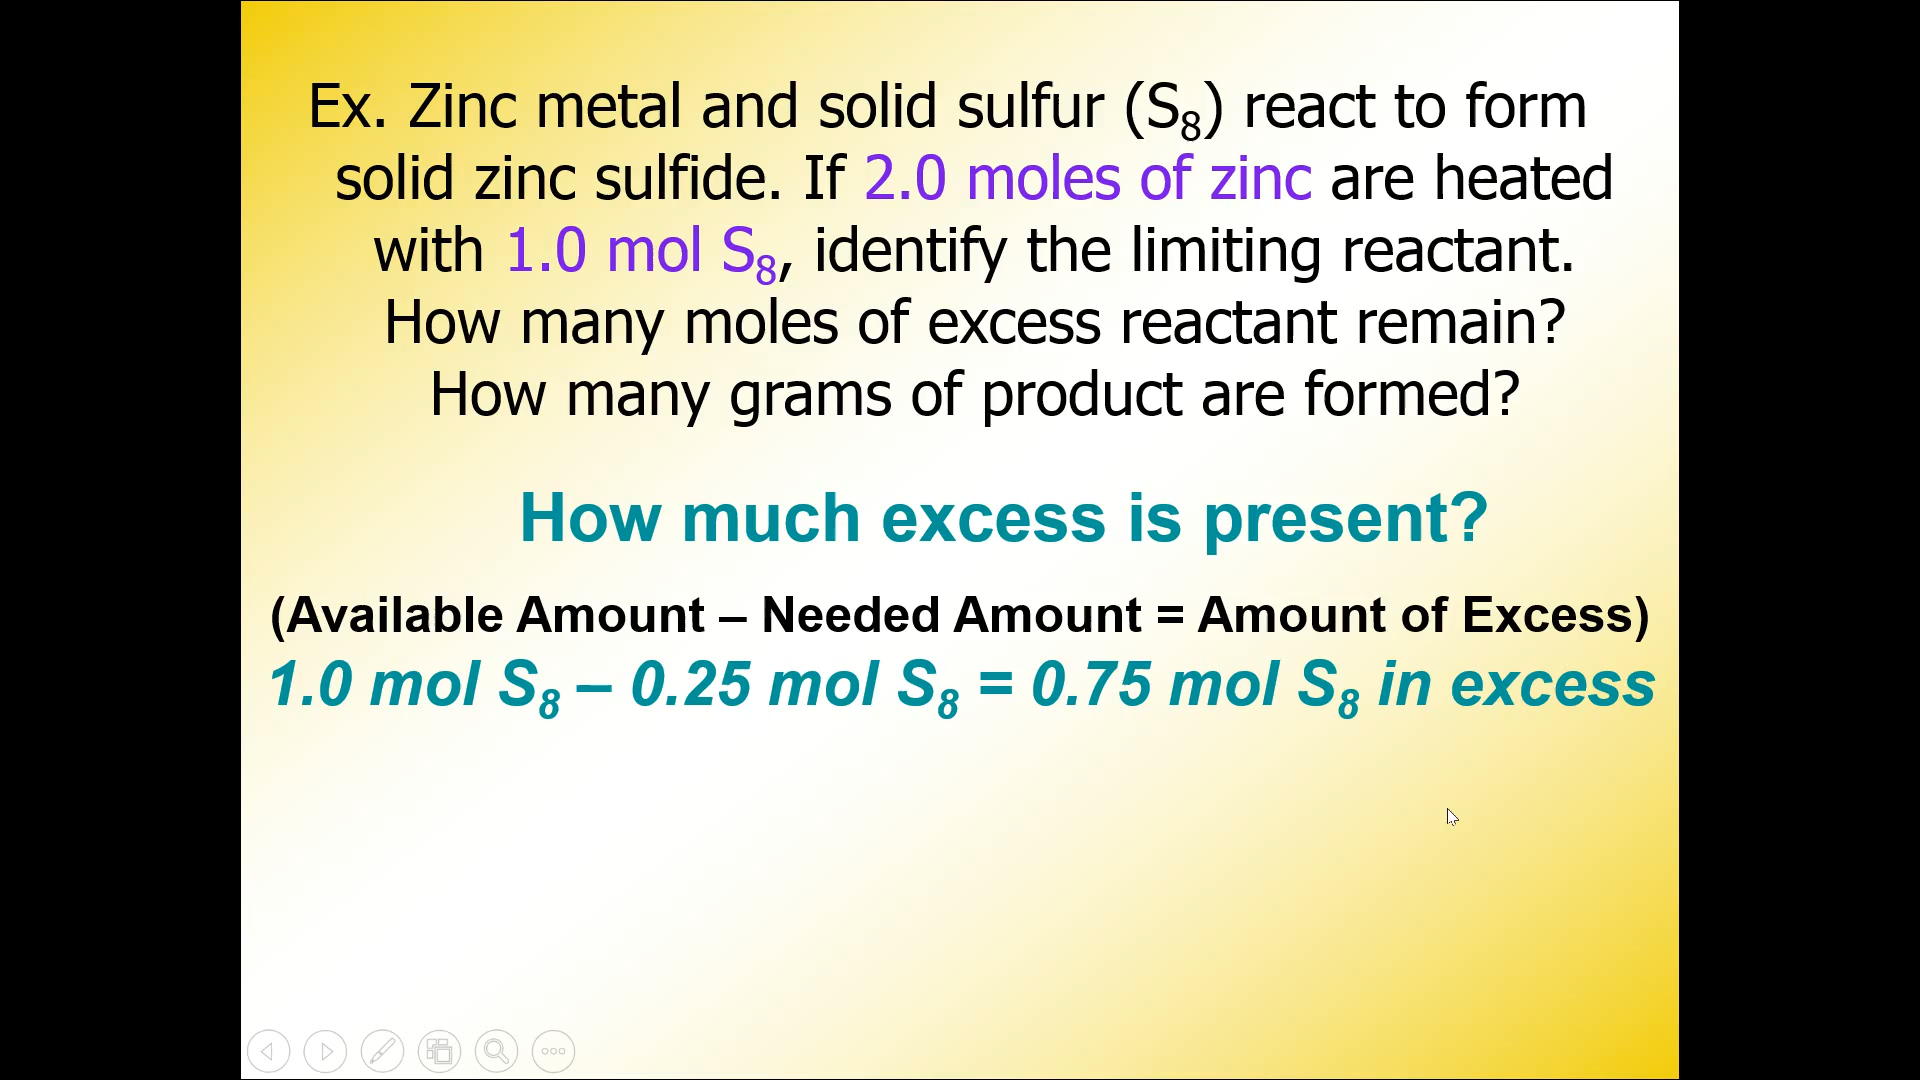 Ex. Zinc metal and solid sulfur (S₈) react to form
solid zinc sulfide. If 2.0 moles of zinc are heated
with 1.0 mol S₈, identify the limiting reactant.
How many moles of excess reactant remain?
How many grams of product are formed?
How much excess is present?
(Available Amount – Needed Amount = Amount of Excess)
1.0 mol S₈ – 0.25 mol S₈ = 0.75 mol S₈ in excess